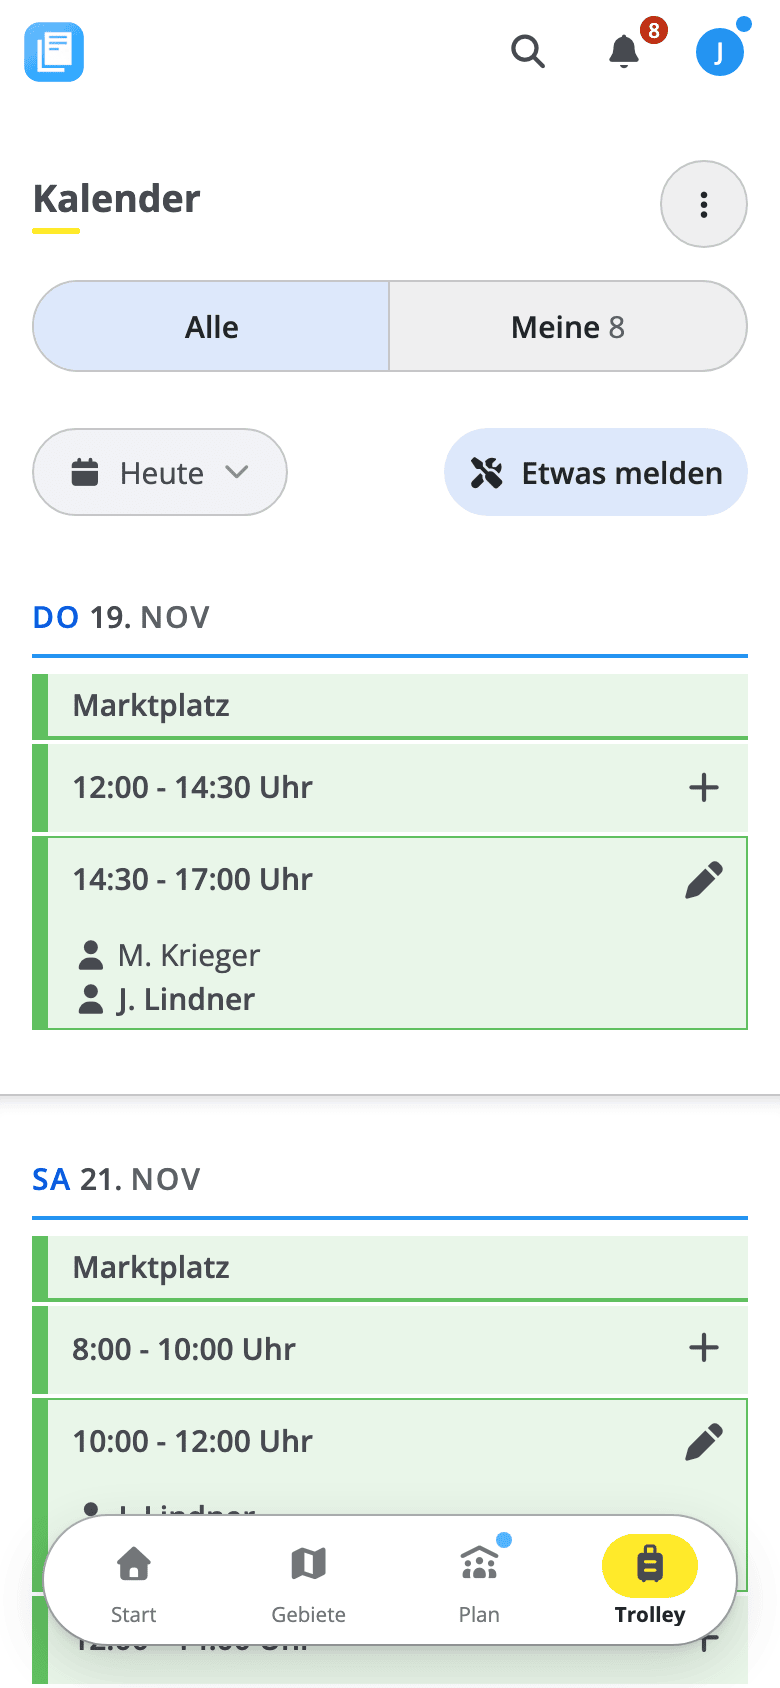 8
J
Kalender
Alle
Meine 8
Heute
Etwas melden
DO 19. NOV
Marktplatz
12:00 - 14:30 Uhr
14:30 - 17:00 Uhr
M. Krieger
J. Lindner
SA 21. NOV
Marktplatz
8:00 - 10:00 Uhr
10:00 - 12:00 Uhr
J. Lindner
Start
Gebiete
Plan
Trolley